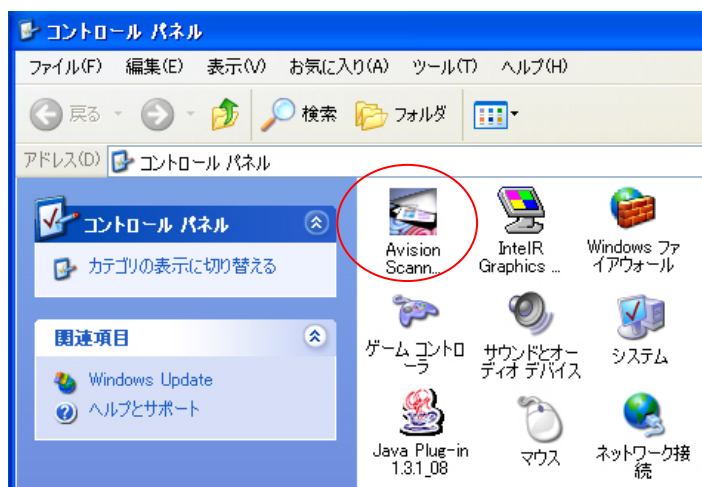 コントロール パネル
ファイル(F) 編集(E) 表示(V) お気に入り(A) ツール(T) ヘルプ(H)
戻る 検索 フォルダ
アドレス(D) コントロール パネル
コントロール パネル
カテゴリの表示に切り替える
関連項目
Windows Update
ヘルプとサポート
Avision
Scann...
IntelR
Graphics ...
Windows ファ
イアウォール
ゲーム コントロ
ーラ
サウンドとオー
ディオ デバイス
システム
Java Plug-in
1.3.1_08
マウス
ネットワーク接
続